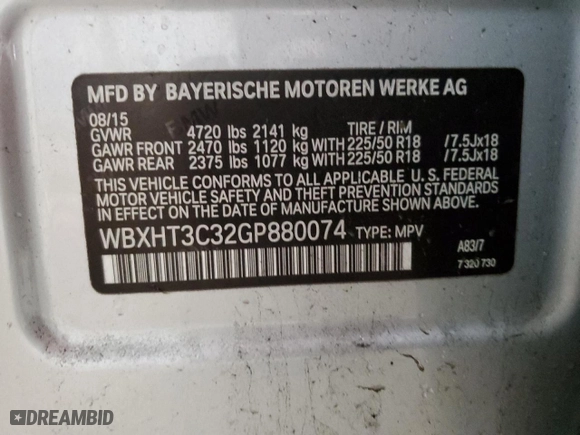 MFD BY BAYERISCHE MOTOREN WERKE AG
08/15
GVWR 4720 lbs 2141 kg TIRE / RIM
GAWR FRONT 2470 lbs 1120 kg WITH 225/50 R18 /7.5Jx18
GAWR REAR 2375 lbs 1077 kg WITH 225/50 R18 /7.5Jx18
THIS VEHICLE CONFORMS TO ALL APPLICABLE U.S. FEDERAL
MOTOR VEHICLE SAFETY AND THEFT PREVENTION STANDARDS
IN EFFECT ON THE DATE OF MANUFACTURE SHOWN ABOVE.
WBXHT3C32GP880074 TYPE: MPV
A83/7
7 320 730
DREAMBID